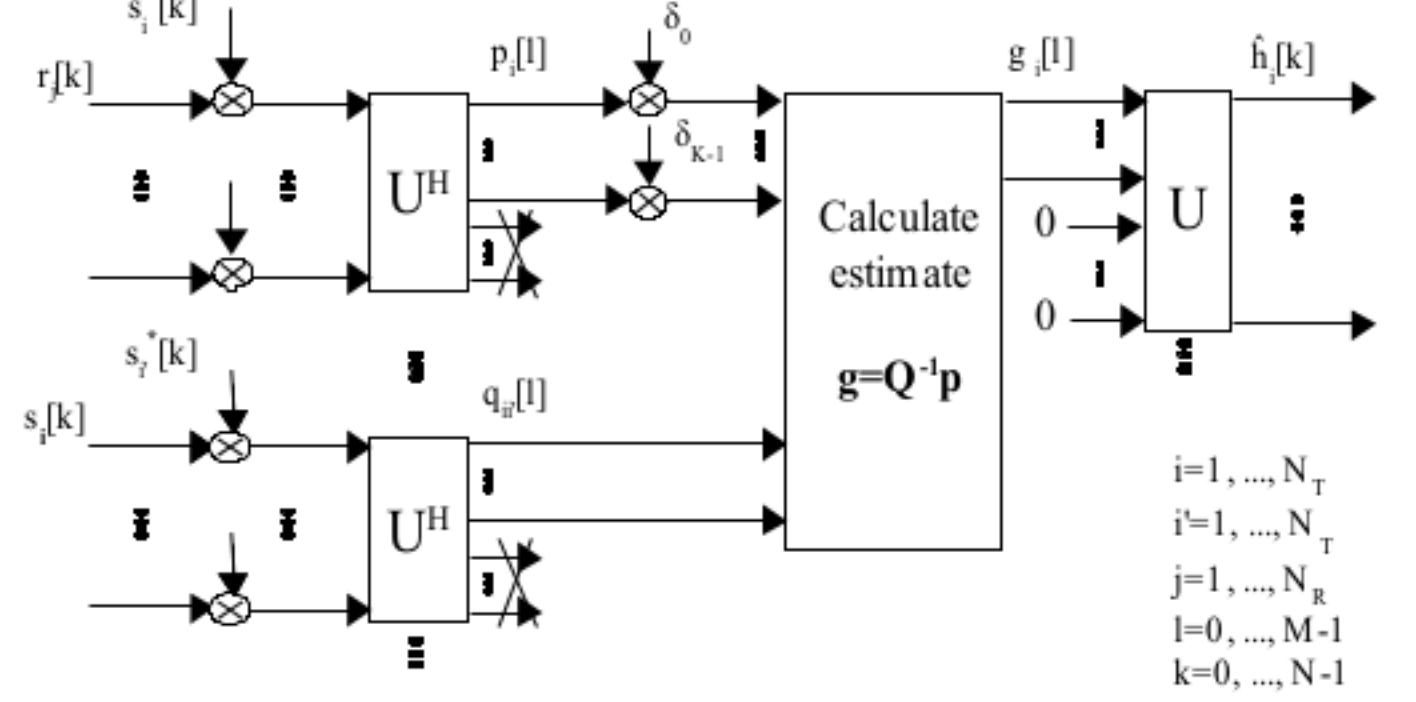 s_i [k]
δ_0
r_j[k]
p_i[l]
g_i[l]
ĥ_i[k]
δ_K-1
U^H
Calculate
estimate
g=Q^-1p
0
0
U
s_i'^*[k]
s_i[k]
q_ii'[l]
U^H
i=1, ..., N_T
i'=1, ..., N_T
j=1, ..., N_R
l=0, ..., M-1
k=0, ..., N-1